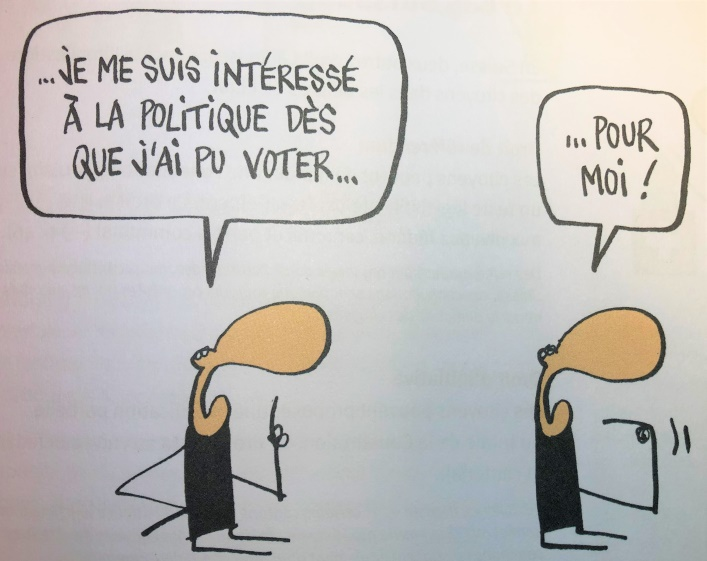 ...JE ME SUIS INTÉRESSÉ
À LA POLITIQUE DÈS
QUE J'AI PU VOTER...
...POUR
MOI !